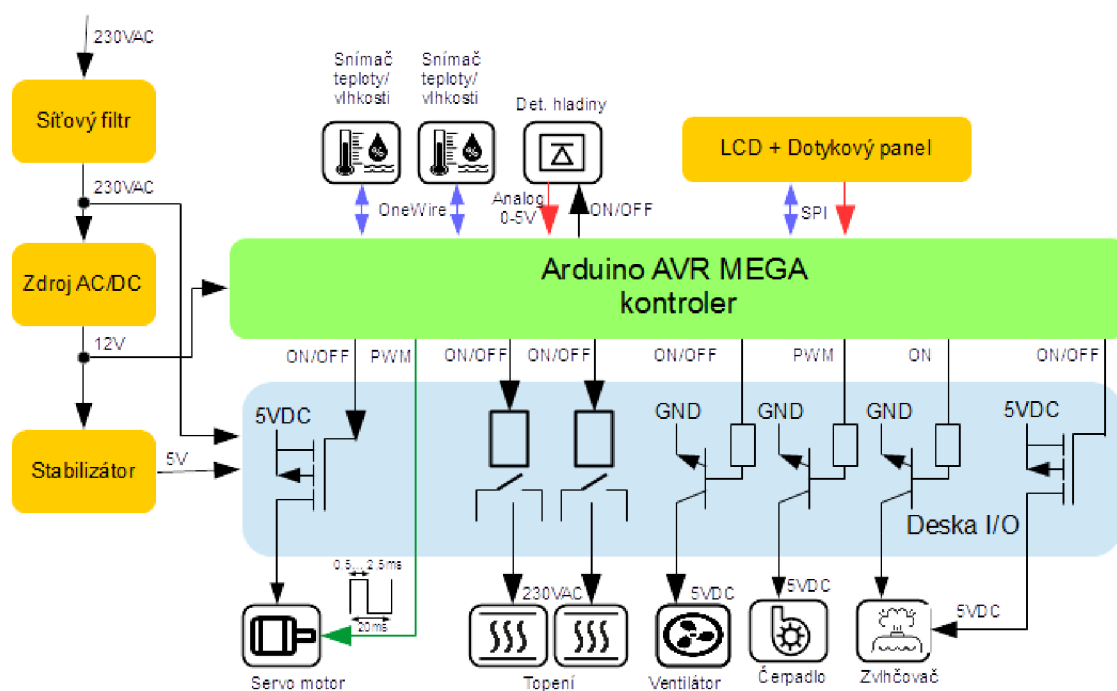 230VAC
Síťový filtr
230VAC
Zdroj AC/DC
12V
Stabilizátor
5V
Snímač
teploty/
vlhkosti
Snímač
teploty/
vlhkosti
Det. hladiny
LCD + Dotykový panel
OneWire
Analog
0-5V
ON/OFF
SPI
Arduino AVR MEGA
kontroler
ON/OFF
PWM
ON/OFF
ON/OFF
ON/OFF
PWM
ON
ON/OFF
5VDC
GND
GND
GND
5VDC
Deska I/O
0.5... 2.5ms
20ms
230VAC
5VDC
5VDC
5VDC
Servo motor
Topení
Ventilátor
Čerpadlo
Zvlhčovač